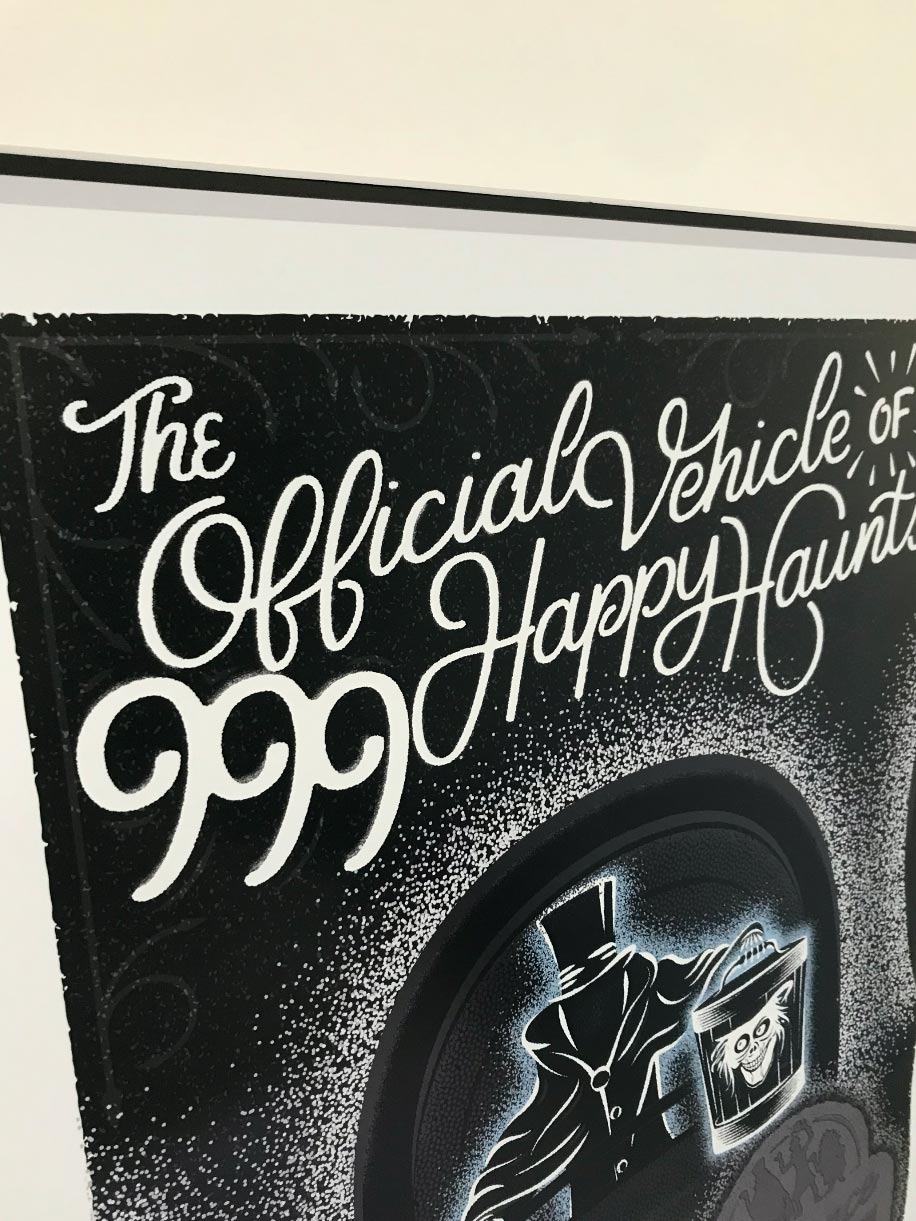 The
Official Vehicle OF
999 Happy Haunts